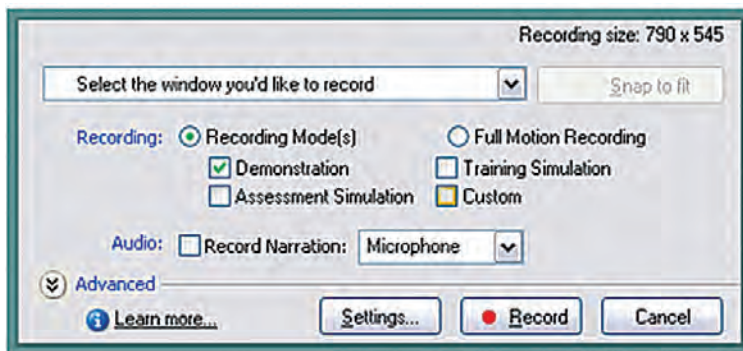 Recording size: 790 x 545
Select the window you'd like to record Snap to fit
Recording: Recording Mode(s) Full Motion Recording
Demonstration Training Simulation
Assessment Simulation Custom
Audio: Record Narration: Microphone
Advanced
Learn more... Settings... Record Cancel